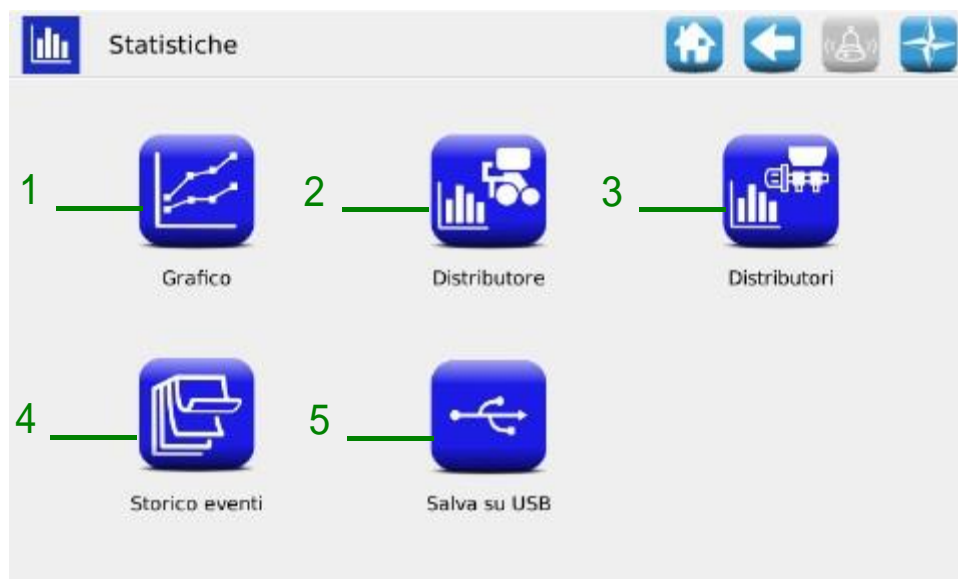 Statistiche
1
2
3
Grafico
Distributore
Distributori
4
5
Storico eventi
Salva su USB